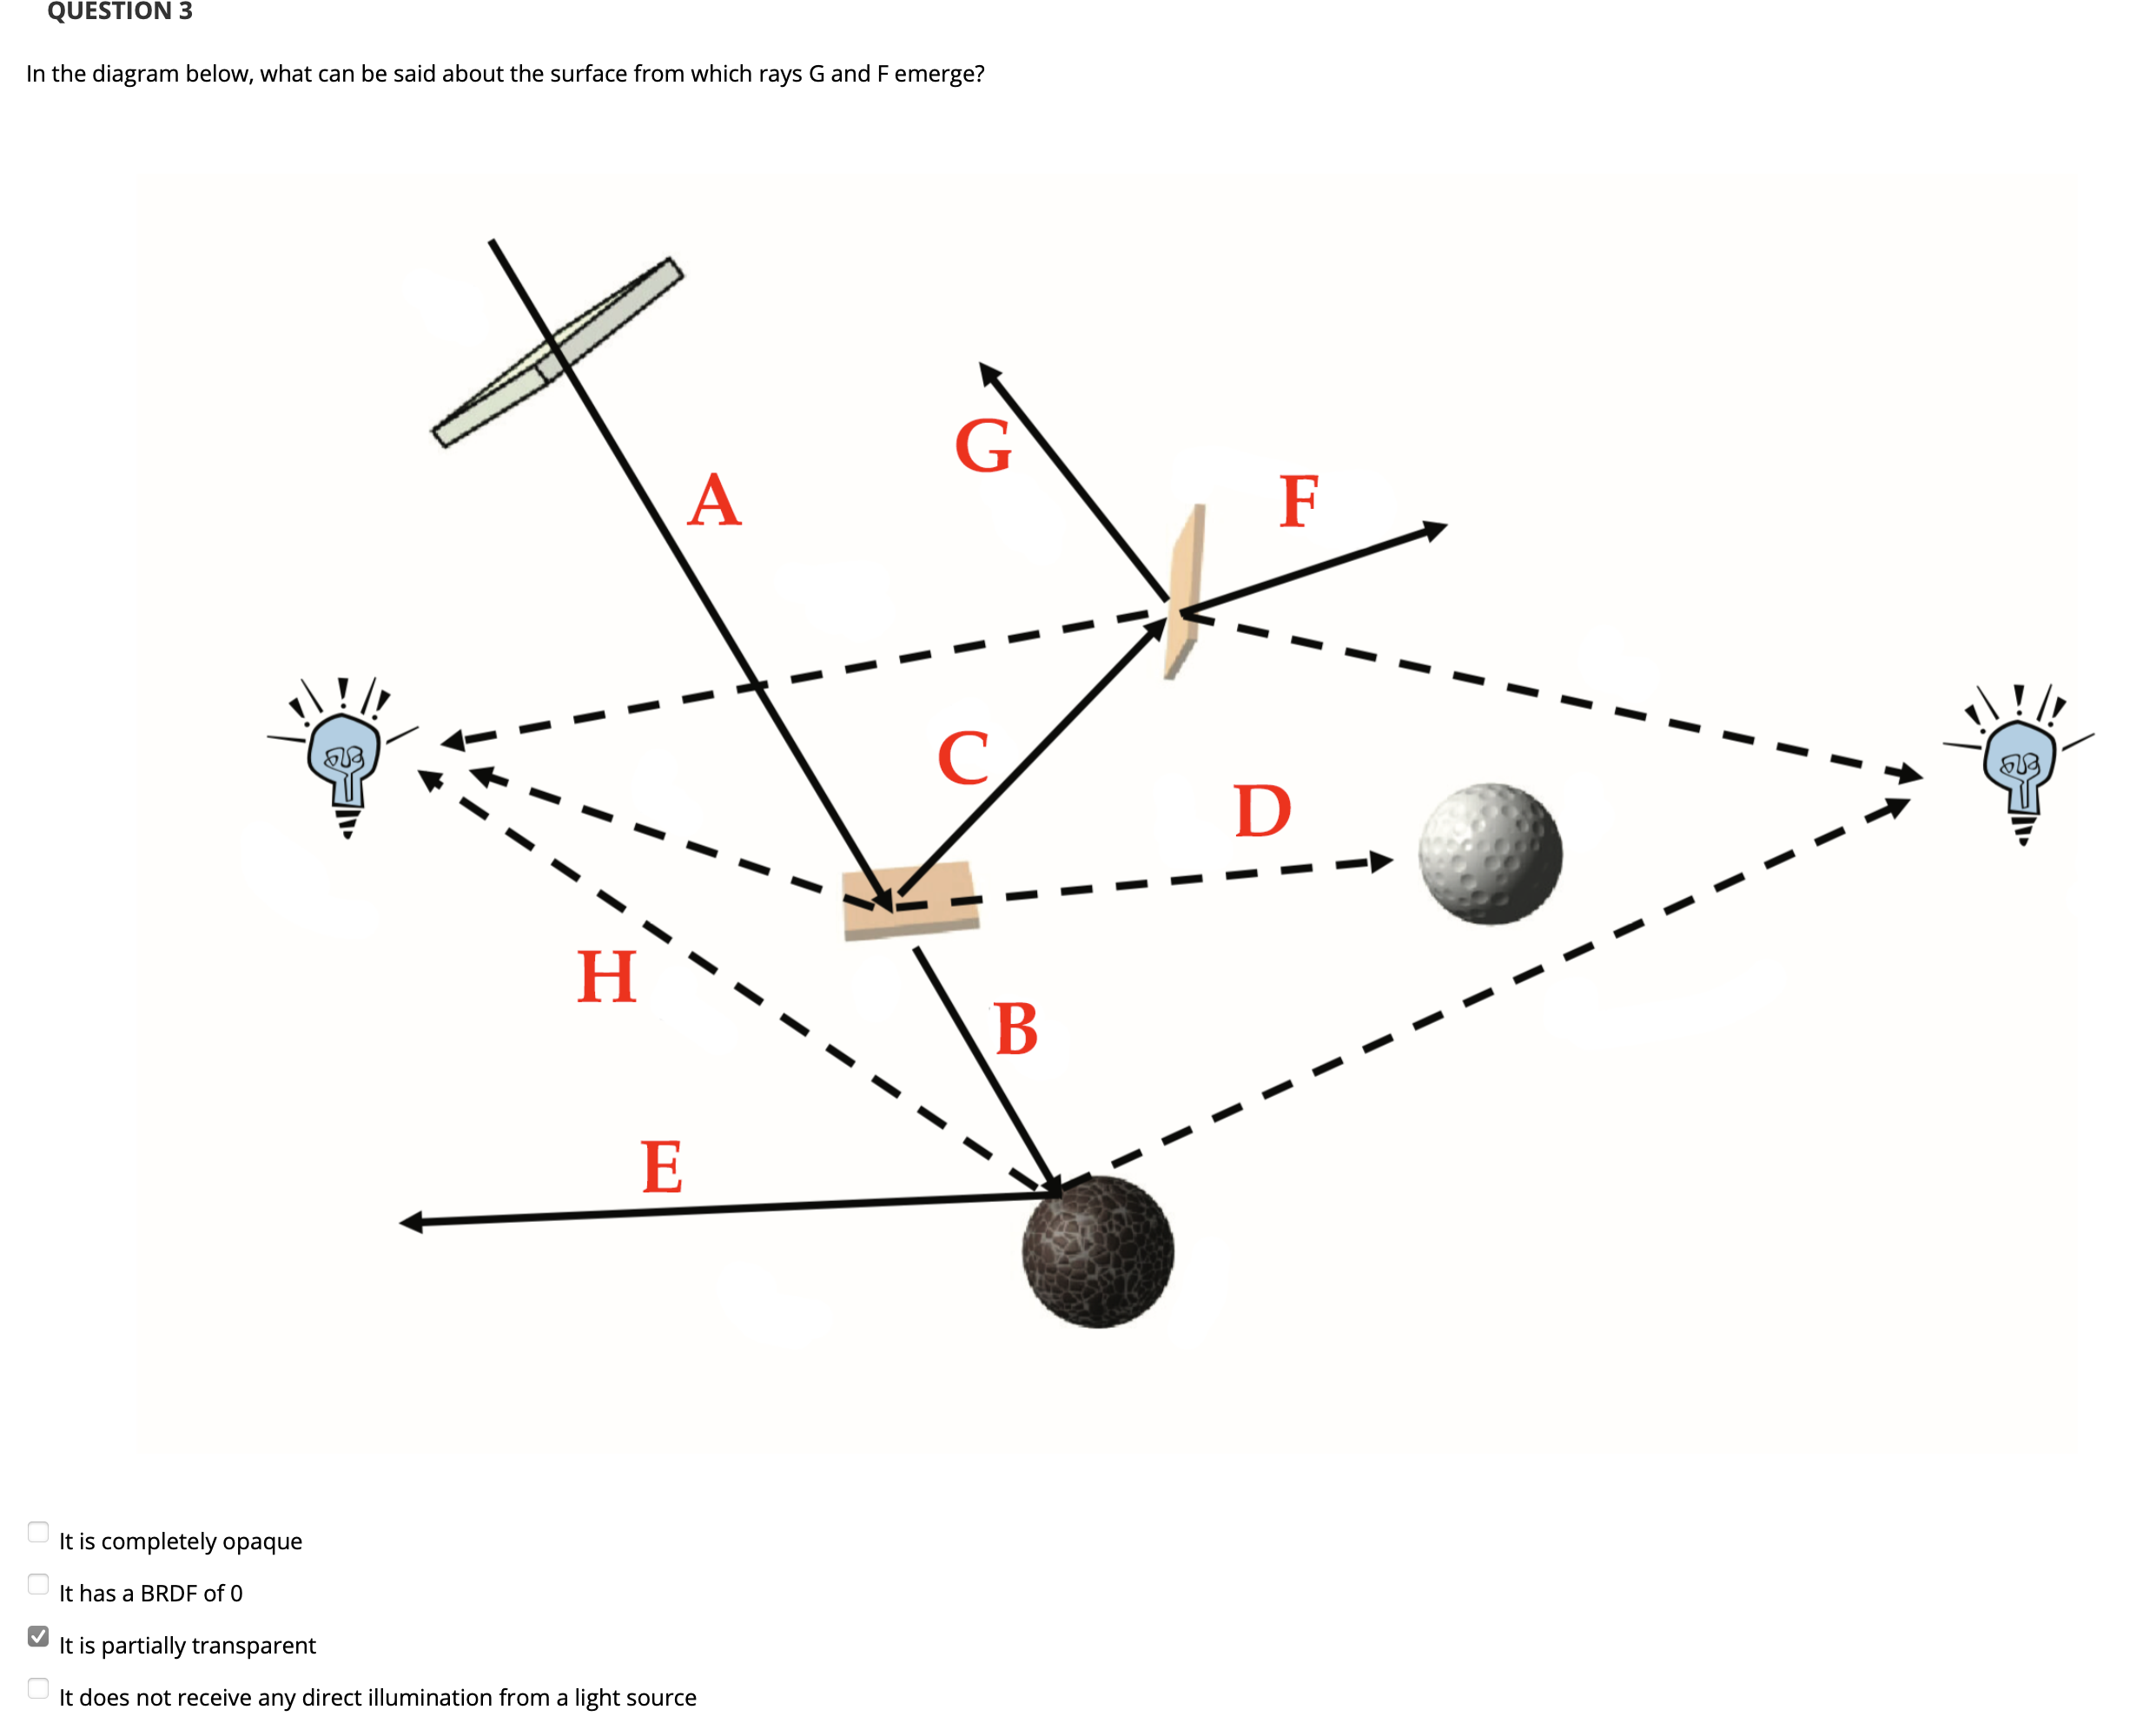 QUESTION 3
In the diagram below, what can be said about the surface from which rays G and F emerge?
G
F
A
C
D
H
B
E
It is completely opaque
It has a BRDF of 0
It is partially transparent
It does not receive any direct illumination from a light source